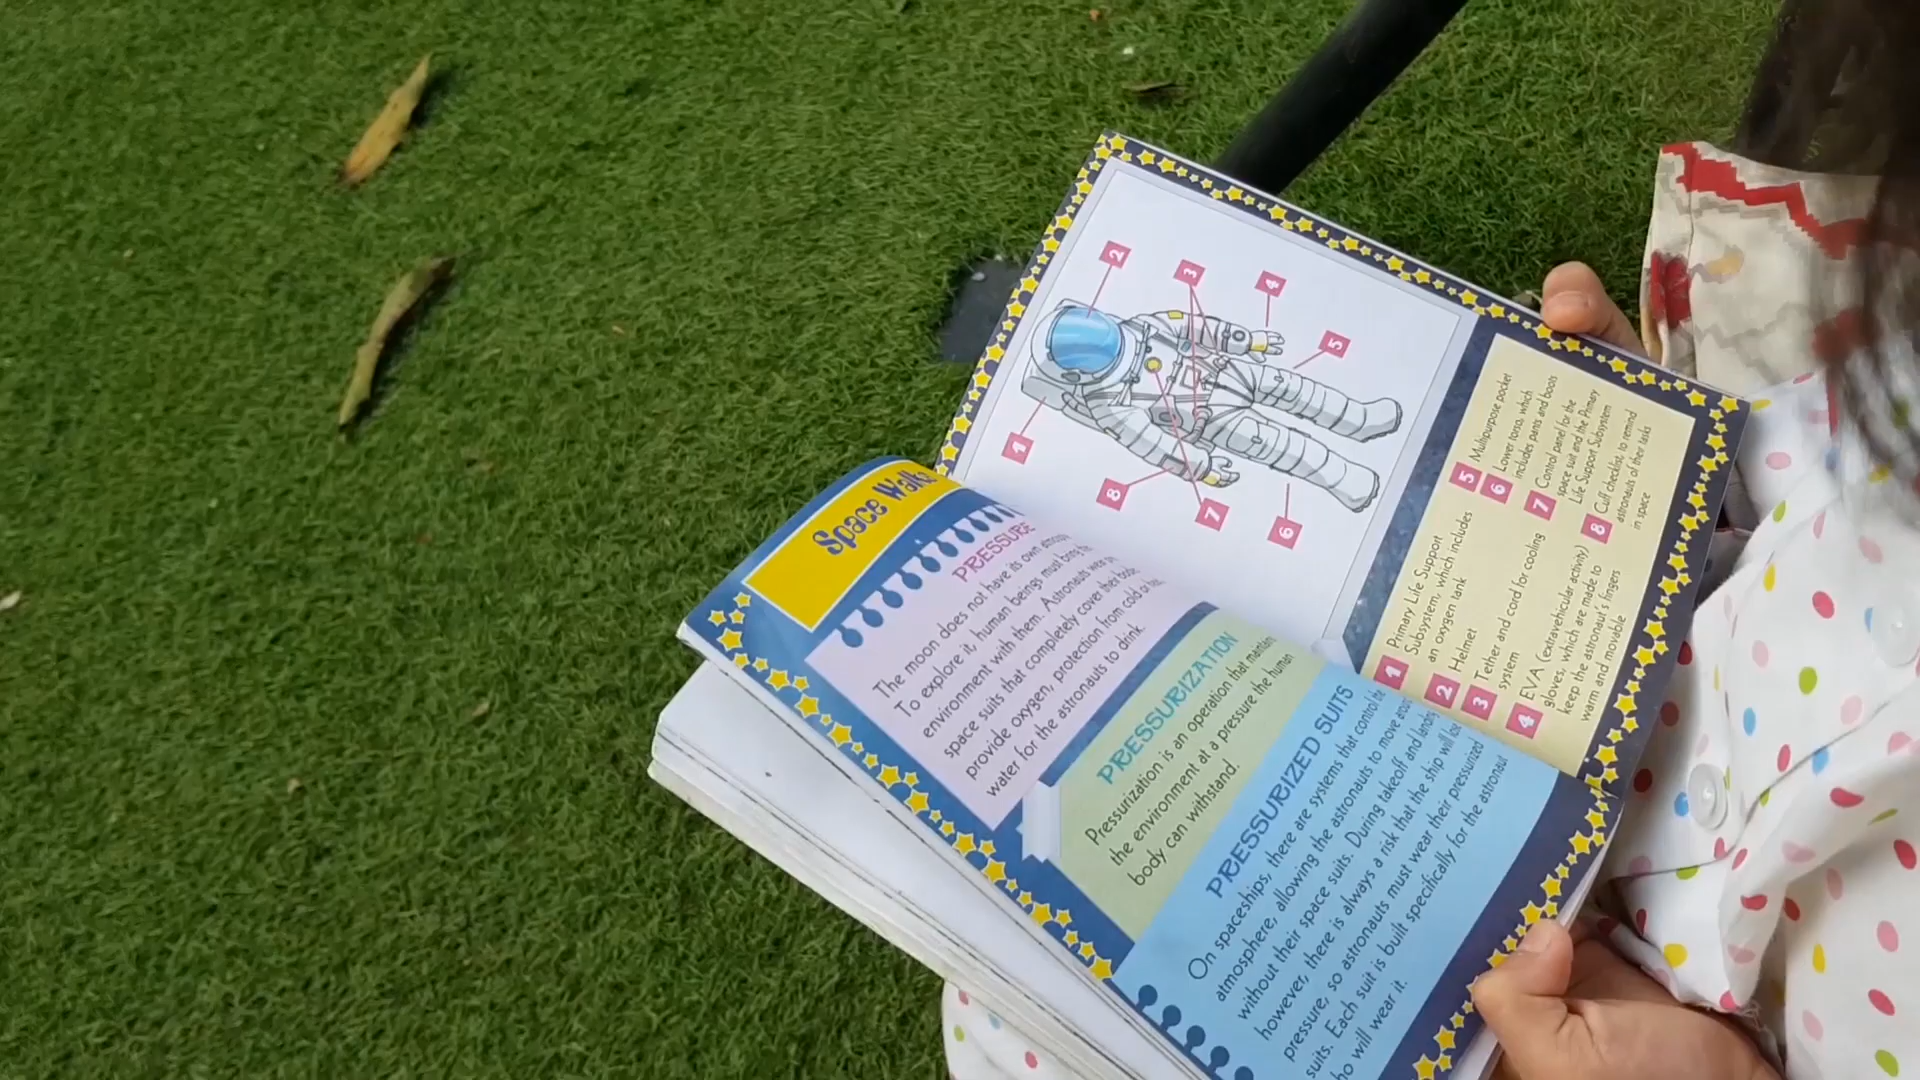 Space Walks
PRESSURE
The moon does not have its own
To explore it, human beings must bring
environment with them. Astronauts wear
space suits that completely cover their
provide oxygen, protection from cold or
water for the astronauts to drink.
PRESSURIZATION
Pressurization is an operation that maintains
the environment at a pressure the human
body can withstand.
PRESSURIZED SUITS
On spaceships, there are systems that control the
atmosphere, allowing the astronauts to move around
without their space suits. During takeoff and landing
however, there is always a risk that the ship will lose
pressure, so astronauts must wear their pressurized
suits. Each suit is built specifically for the astronaut
who will wear it.
1
2
3
4
5
6
7
8
1 Primary Life Support
Subsystem, which includes
an oxygen tank
2 Helmet
3 Tether and cord for cooling
system
4 EVA (extravehicular activity)
gloves, which are made to
keep the astronaut's fingers
warm and movable
5 Multipurpose pocket
6 Lower torso, which
includes pants and boots
7 Control panel for the
space suit and the Primary
Life Support Subsystem
8 Cuff checklist to remind
astronauts of their tasks
in space